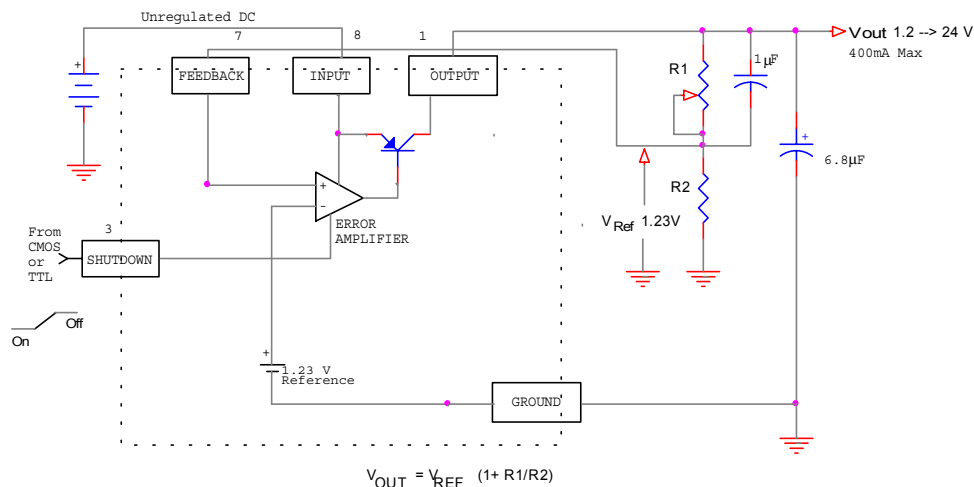 Unregulated DC
7
8
1
FEEDBACK
INPUT
OUTPUT
+
R1
1µF
Vout 1.2 --> 24 V
400mA Max
+
6.8µF
R2
VRef 1.23V
+
-
ERROR
AMPLIFIER
From
CMOS
or
TTL
3
SHUTDOWN
On
Off
+
1.23 V
Reference
GROUND
VOUT = VREF (1+ R1/R2)